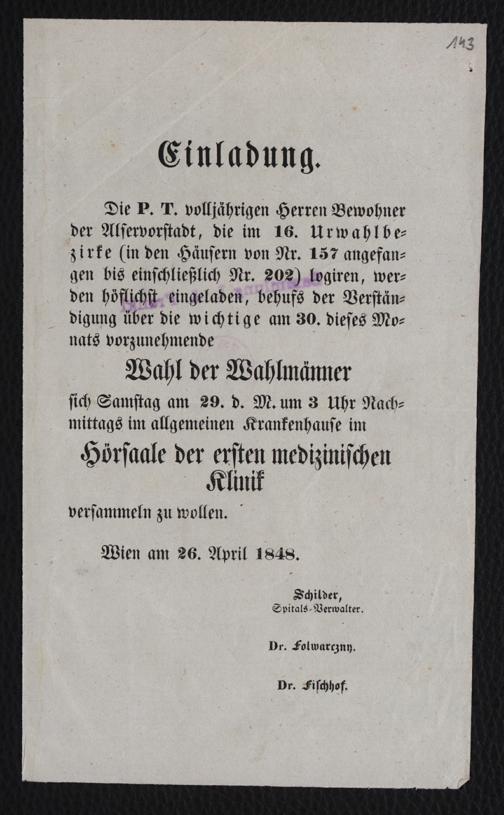 143
Einladung.
Die P. T. volljährigen Herren Bewohner
der Alservorstadt, die im 16. Urwahlbe-
zirke (in den Häusern von Nr. 157 angefan-
gen bis einschließlich Nr. 202) logiren, wer-
den höflichst eingeladen, behufs der Verstän-
digung über die wichtige am 30. dieses Mo-
nats vorzunehmende
Wahl der Wahlmänner
sich Samstag am 29. d. M. um 3 Uhr Nach-
mittags im allgemeinen Krankenhause im
Hörsaale der ersten medizinischen
Klinik
versammeln zu wollen.
Wien am 26. April 1848.
Schilder,
Spitals-Verwalter.
Dr. Folwarczny.
Dr. Fischhof.